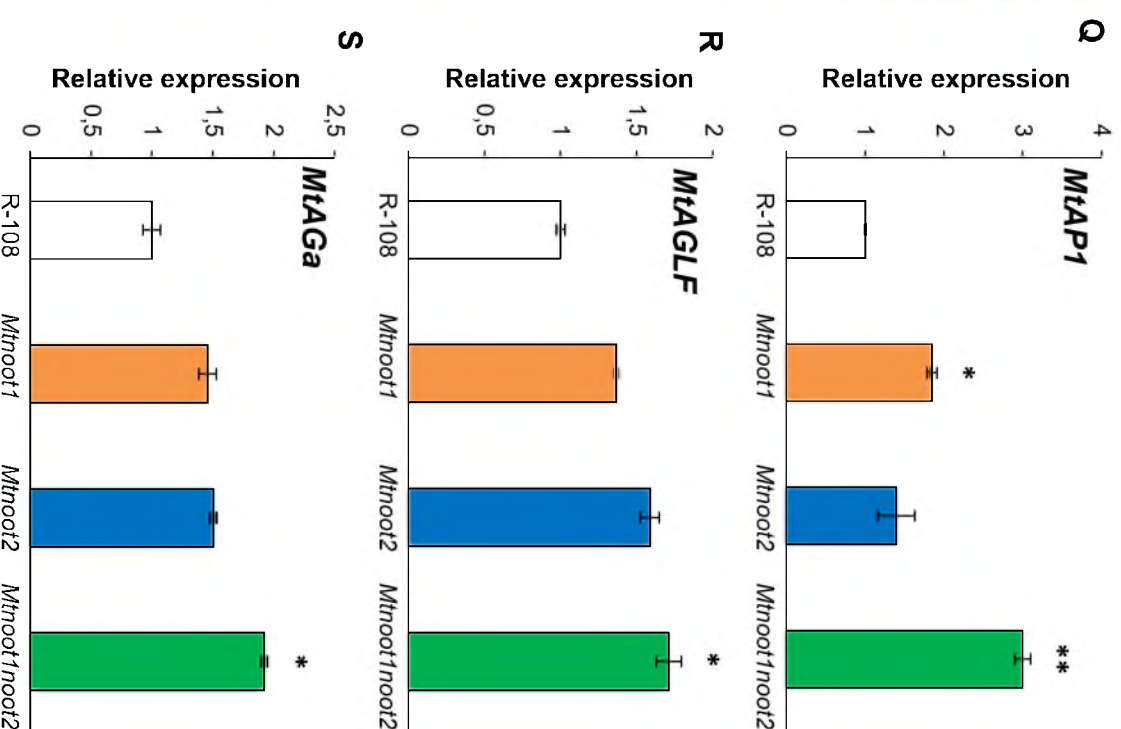 Q
MtAP1
Relative expression
4
3
2
1
0
R-108
Mtnoot1
Mtnoot2
Mtnoot1noot2
*
**
R
MtAGLF
Relative expression
2
1,5
1
0,5
0
R-108
Mtnoot1
Mtnoot2
Mtnoot1noot2
*
S
MtAGa
Relative expression
2,5
2
1,5
1
0,5
0
R-108
Mtnoot1
Mtnoot2
Mtnoot1noot2
*